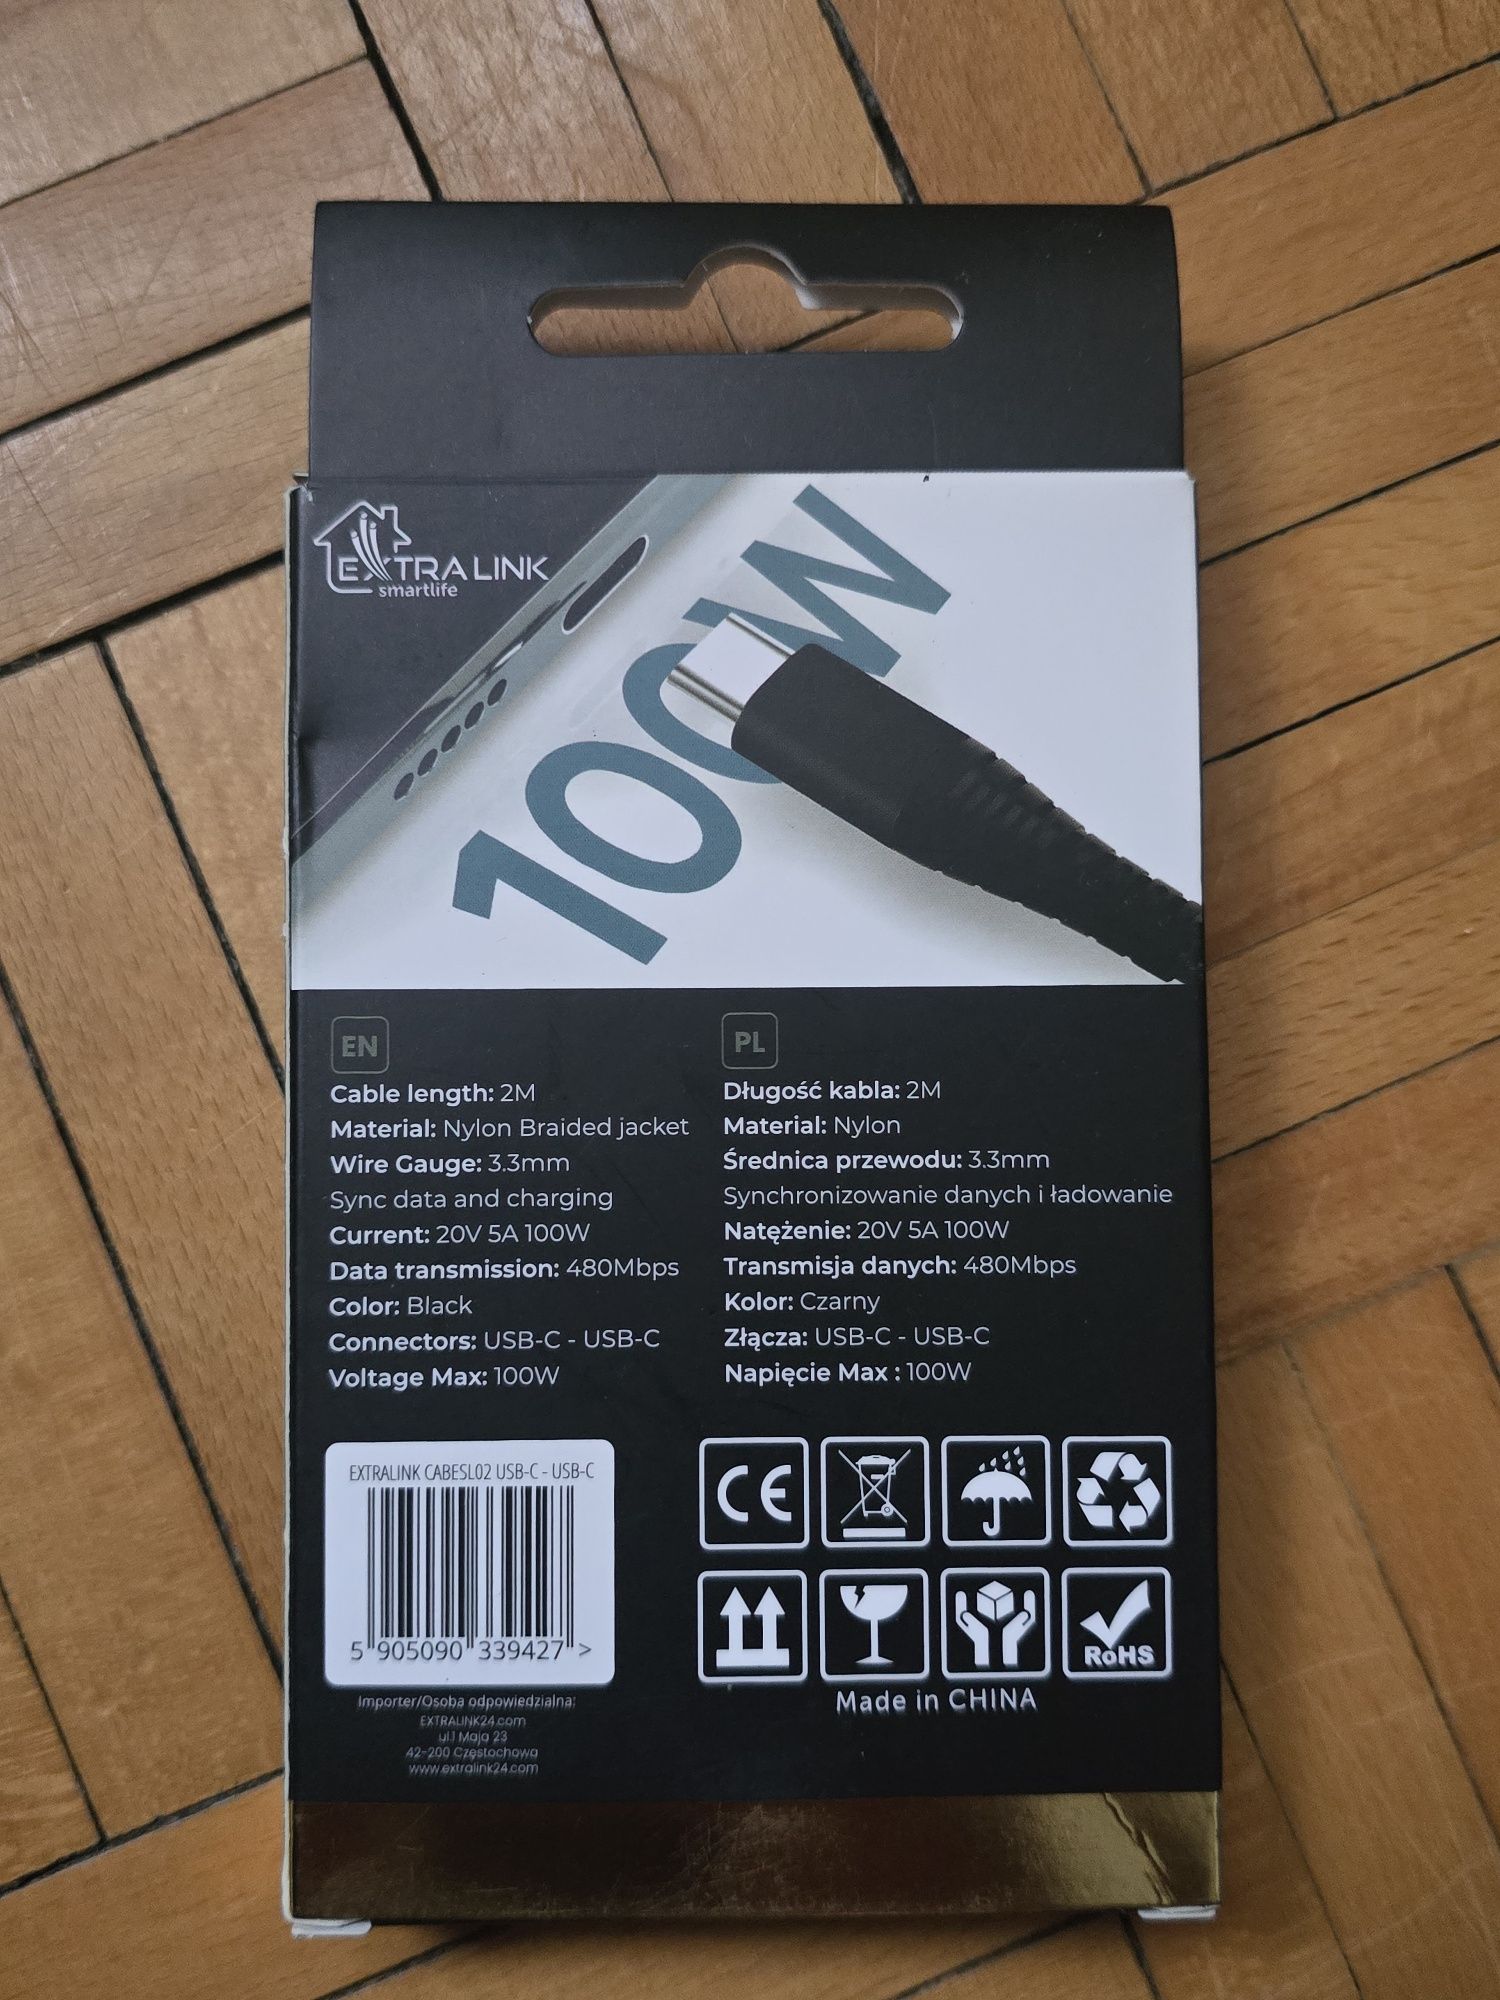 EXTRALINK
smartlife
100W
EN
Cable length: 2M
Material: Nylon Braided jacket
Wire Gauge: 3.3mm
Sync data and charging
Current: 20V 5A 100W
Data transmission: 480Mbps
Color: Black
Connectors: USB-C - USB-C
Voltage Max: 100W
PL
Długość kabla: 2M
Materiał: Nylon
Średnica przewodu: 3.3mm
Synchronizowanie danych i ładowanie
Natężenie: 20V 5A 100W
Transmisja danych: 480Mbps
Kolor: Czarny
Złącza: USB-C - USB-C
Napięcie Max : 100W
EXTRALINK CABESL02 USB-C - USB-C
5 905090 339427 >
Importer/Osoba odpowiedzialna:
EXTRALINK24.com
ul.1 Maja 23
42-200 Częstochowa
www.extralink24.com
CE
RoHS
Made in CHINA